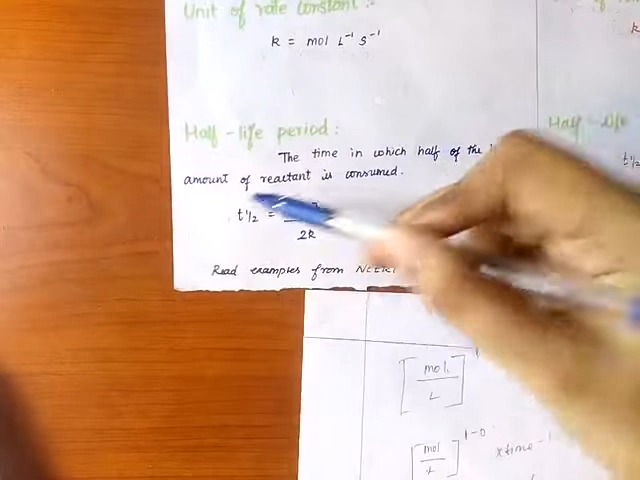 Unit of rate constant :-
k = mol L⁻¹ s⁻¹
Half-life period :
The time in which half of the
amount of reactant is consumed.
t1/2 =
2k
Read examples from NCERT
k
Half-life
t1/2
[mol/L]
[mol/L]^1-0 x time⁻¹